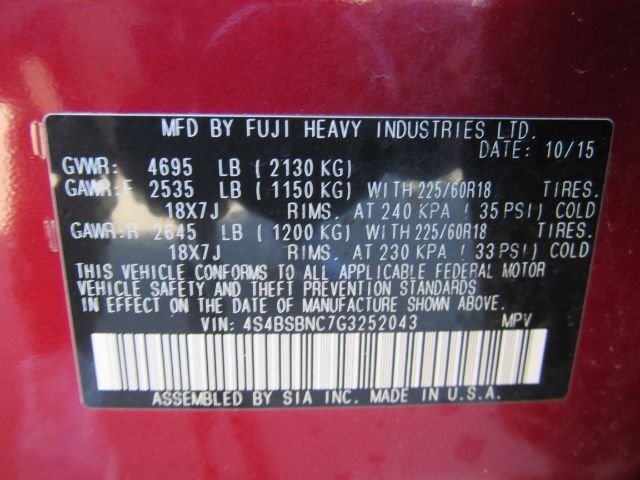 MFD BY FUJI HEAVY INDUSTRIES LTD.
DATE: 10/15
GVWR: 4695 LB ( 2130 KG)
GAWR:F 2535 LB ( 1150 KG) WITH 225/60R18 TIRES.
18X7J RIMS. AT 240 KPA ( 35 PSI) COLD
GAWR:R 2645 LB ( 1200 KG) WITH 225/60R18 TIRES.
18X7J RIMS. AT 230 KPA ( 33 PSI) COLD
THIS VEHICLE CONFORMS TO ALL APPLICABLE FEDERAL MOTOR
VEHICLE SAFETY AND THEFT PREVENTION STANDARDS
IN EFFECT ON THE DATE OF MANUFACTURE SHOWN ABOVE.
VIN: 4S4BSBNC7G3252043 MPV
ASSEMBLED BY SIA INC. MADE IN U.S.A.